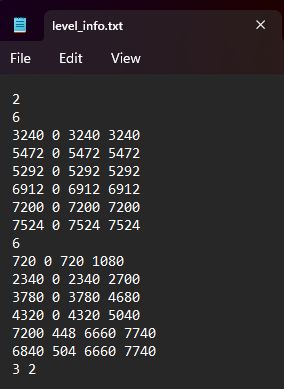 level_info.txt
File Edit View
2
6
3240 0 3240 3240
5472 0 5472 5472
5292 0 5292 5292
6912 0 6912 6912
7200 0 7200 7200
7524 0 7524 7524
6
720 0 720 1080
2340 0 2340 2700
3780 0 3780 4680
4320 0 4320 5040
7200 448 6660 7740
6840 504 6660 7740
3 2